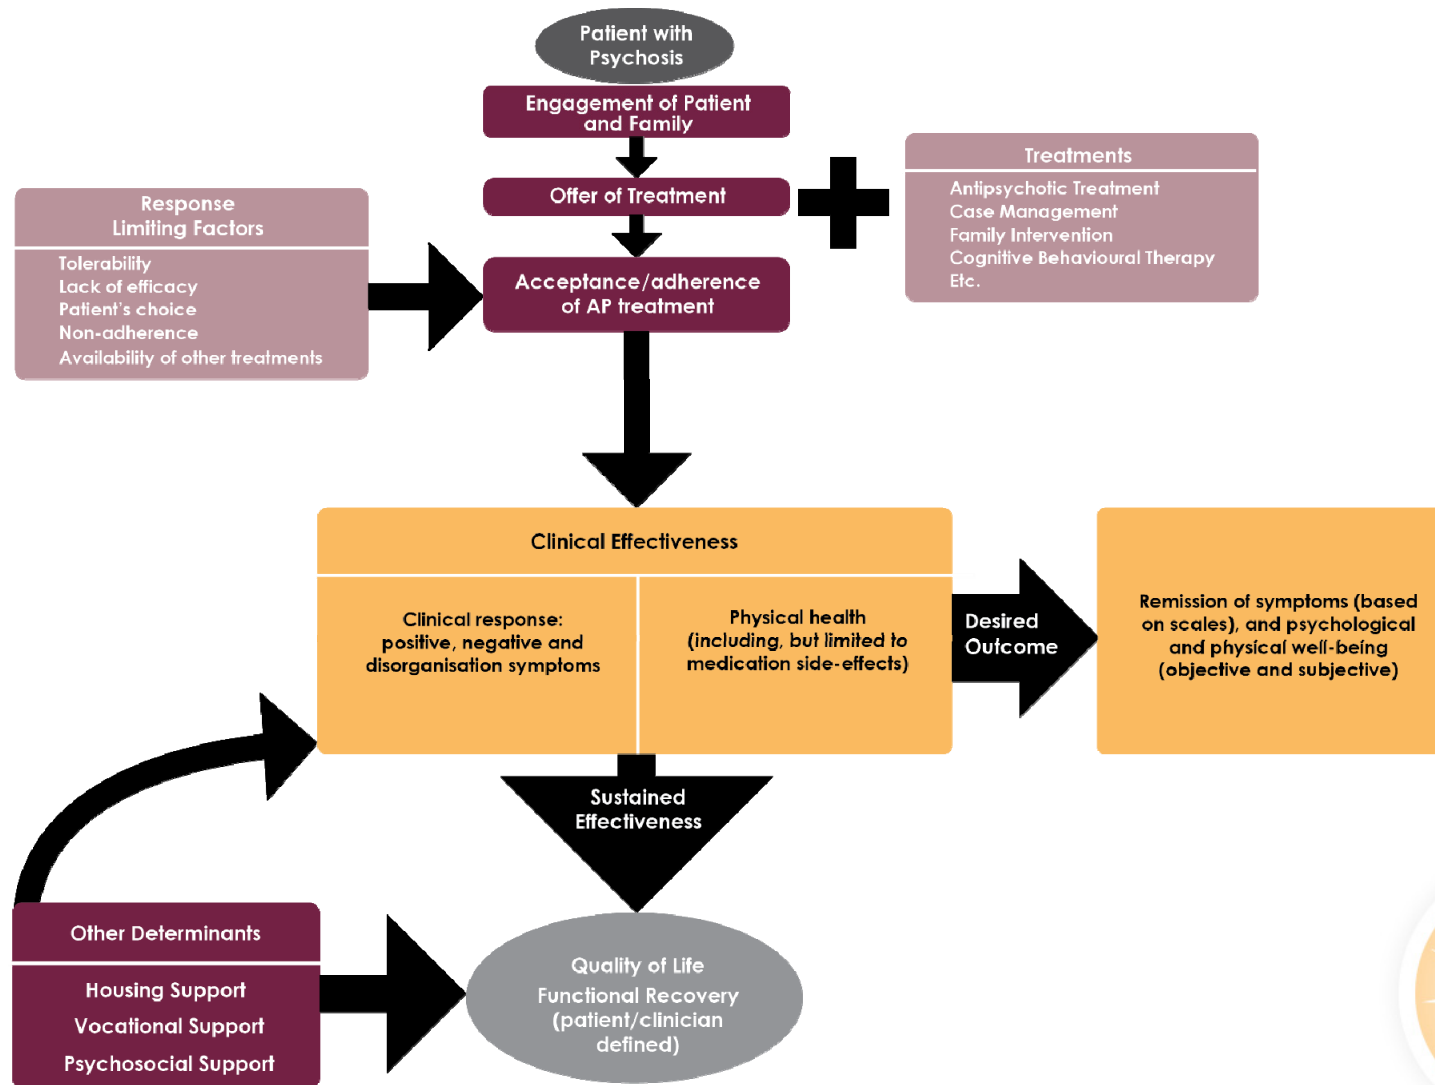 Patient with
Psychosis
Engagement of Patient
and Family
Offer of Treatment
Acceptance/adherence
of AP treatment
Treatments
Antipsychotic Treatment
Case Management
Family Intervention
Cognitive Behavioural Therapy
Etc.
Response
Limiting Factors
Tolerability
Lack of efficacy
Patient's choice
Non-adherence
Availability of other treatments
Clinical Effectiveness
Clinical response:
positive, negative and
disorganisation symptoms
Physical health
(including, but limited to
medication side-effects)
Desired
Outcome
Remission of symptoms (based
on scales), and psychological
and physical well-being
(objective and subjective)
Sustained
Effectiveness
Other Determinants
Housing Support
Vocational Support
Psychosocial Support
Quality of Life
Functional Recovery
(patient/clinician
defined)